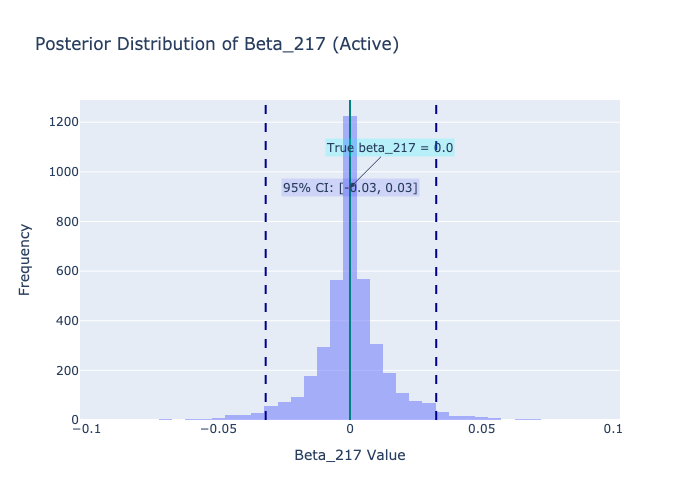 Posterior Distribution of Beta_217 (Active)
1200
1000
800
600
400
200
0
True beta_217 = 0.0
95% CI: [-0.03, 0.03]
Frequency
−0.1
−0.05
0
0.05
0.1
Beta_217 Value